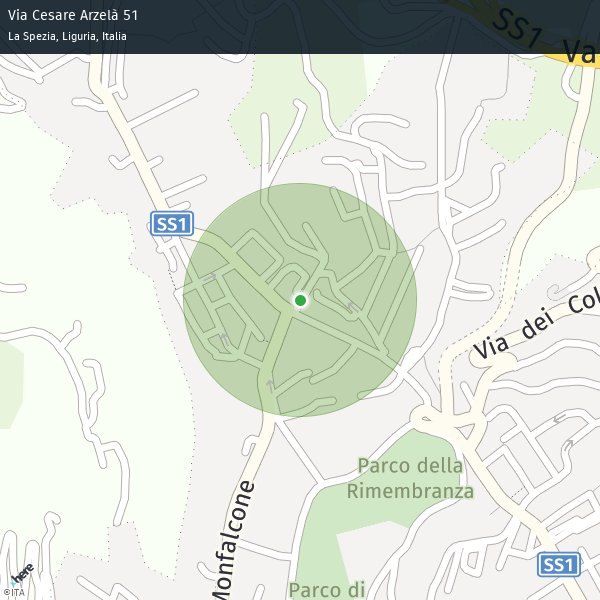 Via Cesare Arzelà 51
La Spezia, Liguria, Italia
SS1
Va
SS1
Via dei Col
Parco della
Rimembranza
Monfalcone
SS1
Parco di
here
©ITA